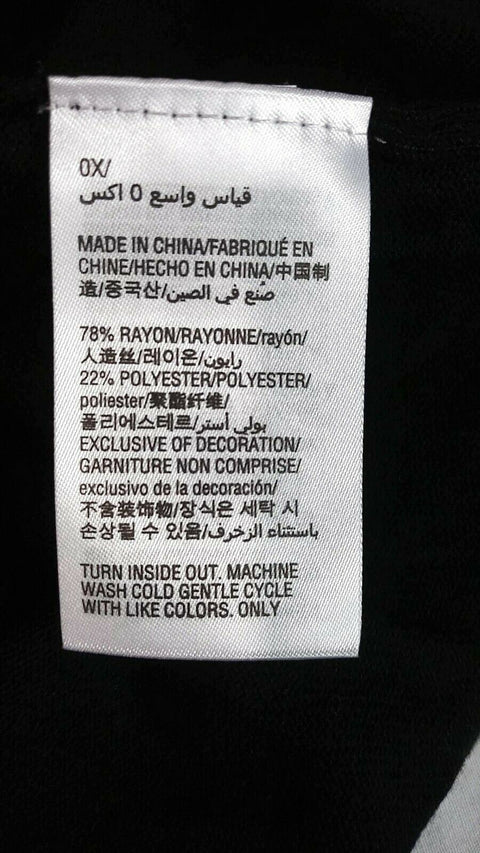 0X/
قياس واسع 0 اكس
MADE IN CHINA/FABRIQUÉ EN
CHINE/HECHO EN CHINA/中国制
造/중국산/صُنع في الصين
78% RAYON/RAYONNE/rayón/
人造丝/레이온/رايون
22% POLYESTER/POLYESTER/
poliester/聚酯纤维/
폴리에스테르/بولي أستر
EXCLUSIVE OF DECORATION/
GARNITURE NON COMPRISE/
exclusivo de la decoración/
不含装饰物/장식은 세탁 시
손상될 수 있음/باستثناء الزخرف
TURN INSIDE OUT. MACHINE
WASH COLD GENTLE CYCLE
WITH LIKE COLORS. ONLY